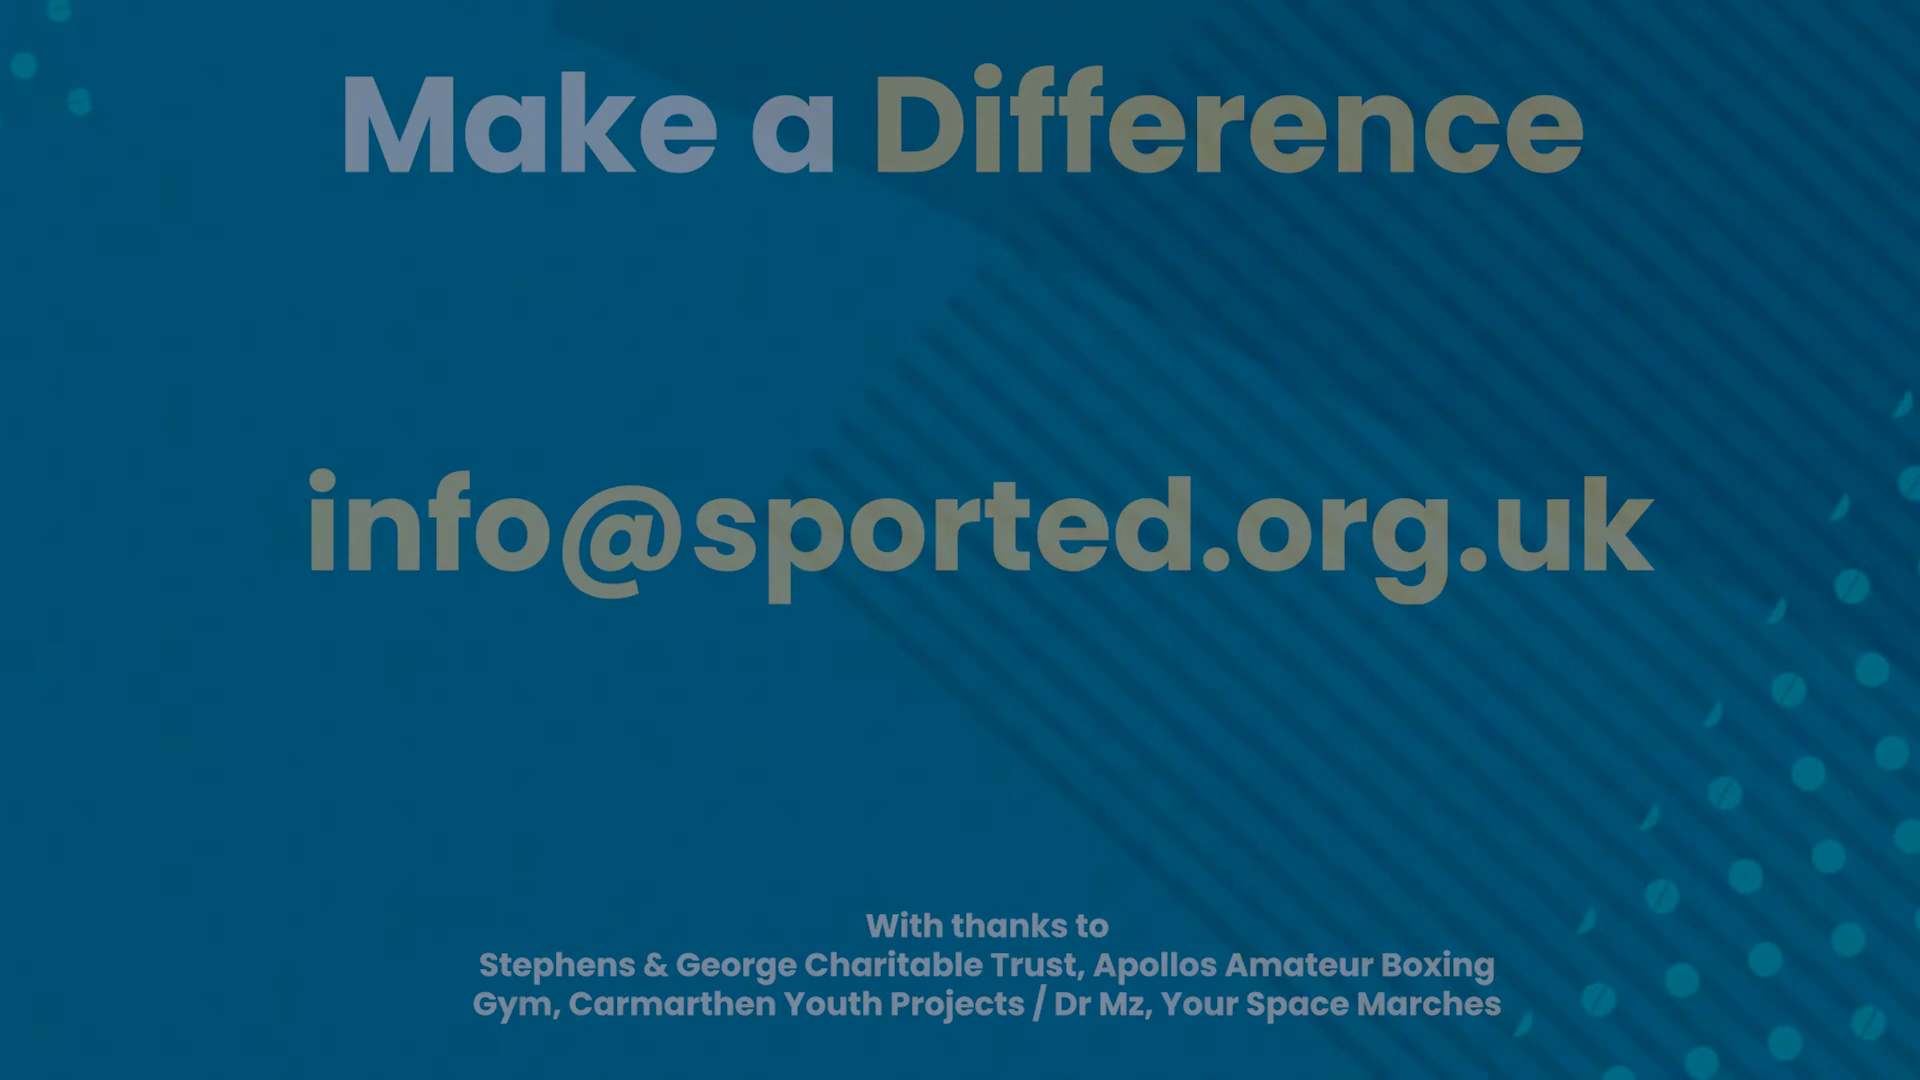 Make a Difference
info@sported.org.uk
With thanks to
Stephens & George Charitable Trust, Apollos Amateur Boxing
Gym, Carmarthen Youth Projects / Dr Mz, Your Space Marches